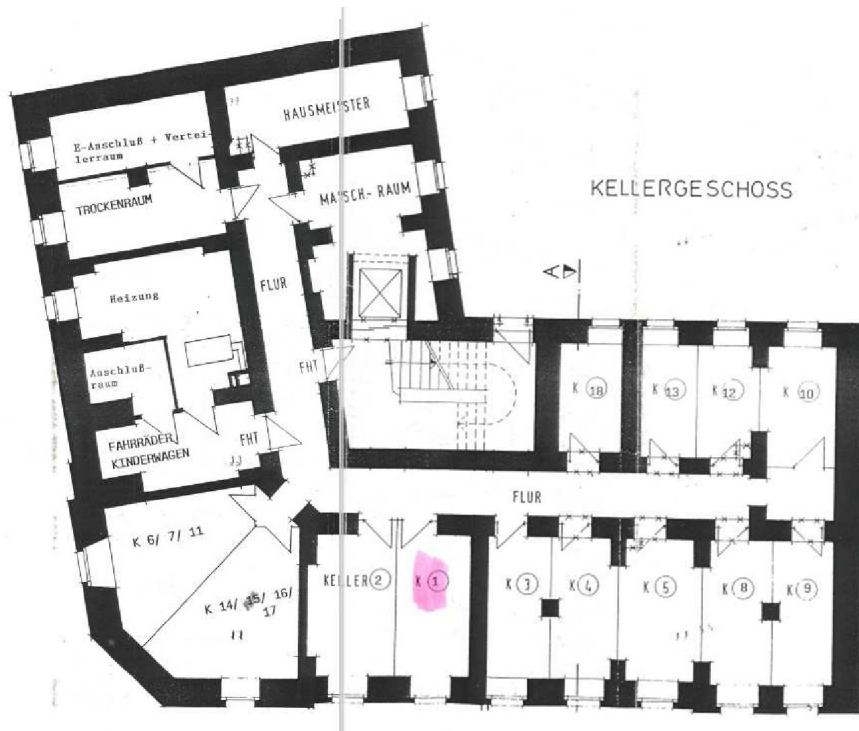 HAUSMEISTER
E-Anschluß + Vertei-
lerraum
TROCKENRAUM
WASCH.- RAUM
KELLERGESCHOSS
FLUR
Heizung
A
FHT
Anschluß-
raum
K 18
K 13
K 12
K 10
FAHRRÄDER
KINDERWAGEN
FHT
FLUR
K 6/ 7/ 11
KELLER 2
K 1
K 3
K 4
K 5
K 8
K 9
K 14/ 15/ 16/
17